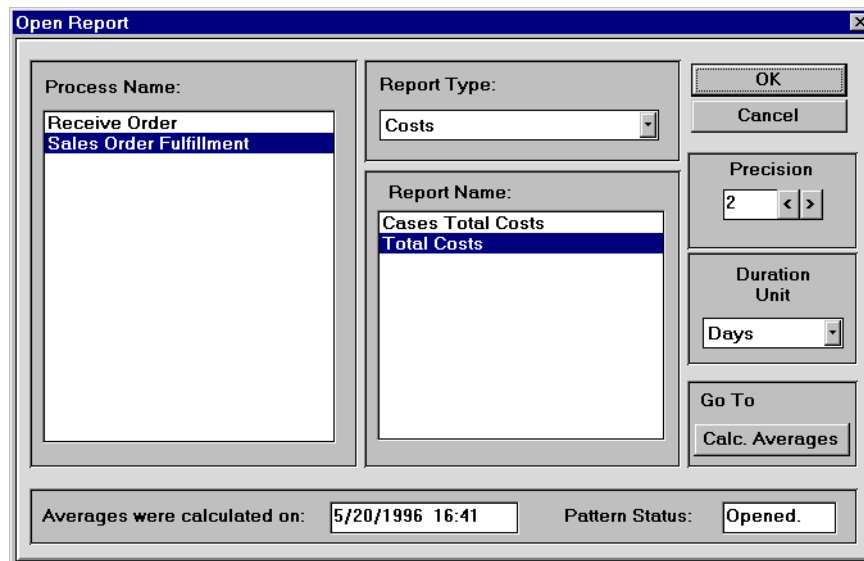 Open Report
Process Name:
Receive Order
Sales Order Fulfillment
Report Type:
Costs
Report Name:
Cases Total Costs
Total Costs
OK
Cancel
Precision
2
< >
Duration
Unit
Days
Go To
Calc. Averages
Averages were calculated on: 5/20/1996 16:41 Pattern Status: Opened.